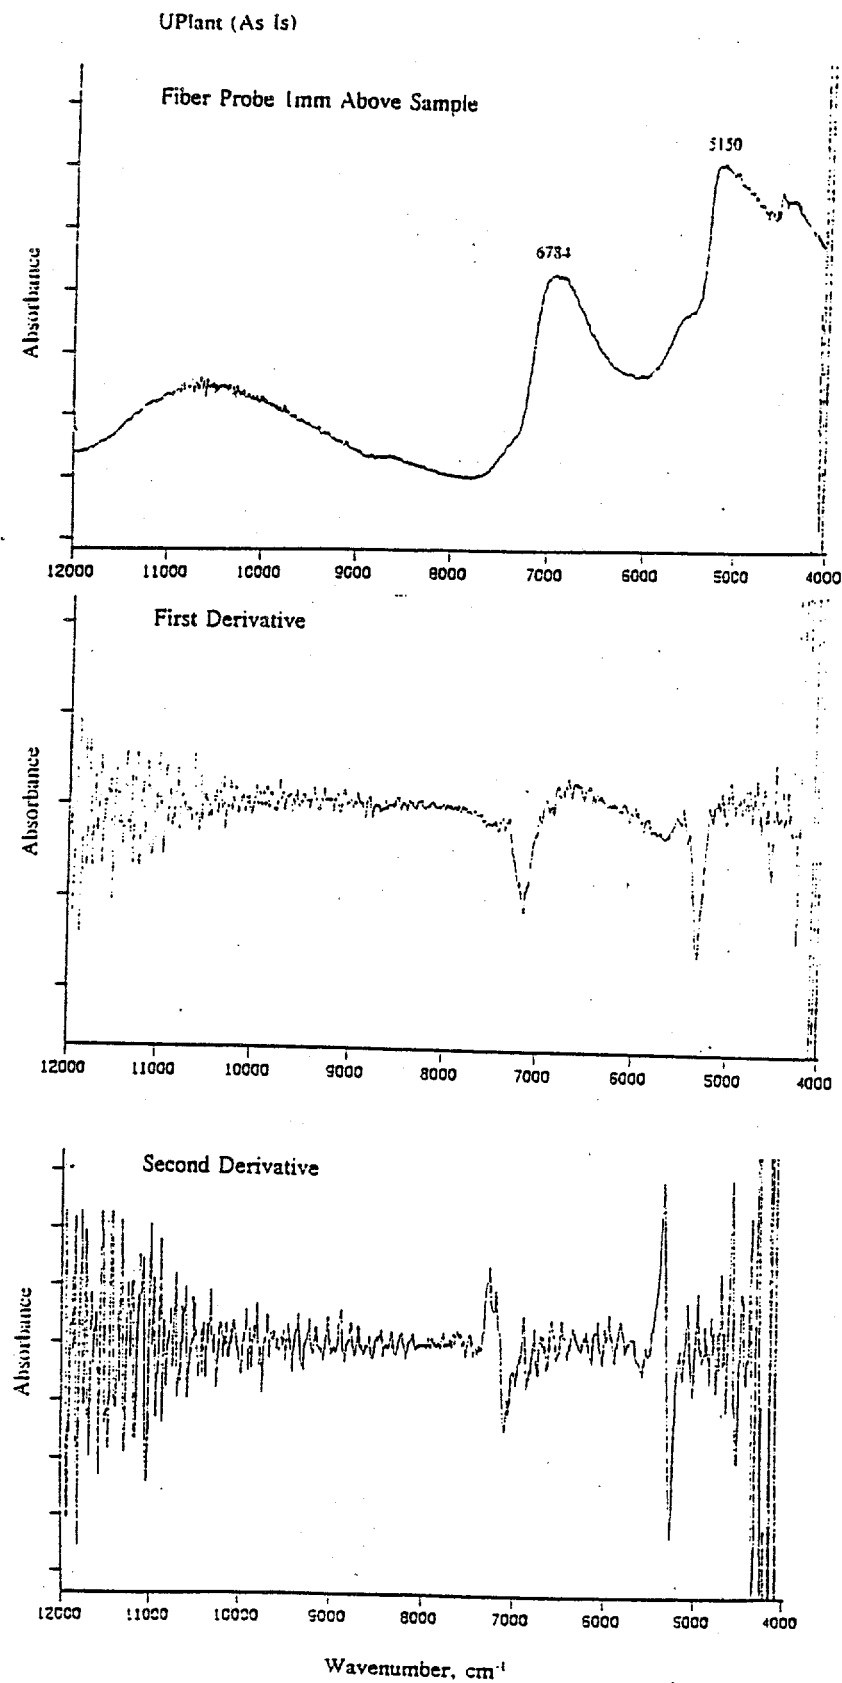 UPlant (As Is)
Fiber Probe 1mm Above Sample
5150
6784
Absorbance
12000 11000 10000 9000 8000 7000 6000 5000 4000
First Derivative
Absorbance
12000 11000 10000 9000 8000 7000 6000 5000 4000
Second Derivative
Absorbance
12000 11000 10000 9000 8000 7000 6000 5000 4000
Wavenumber, cm⁻¹